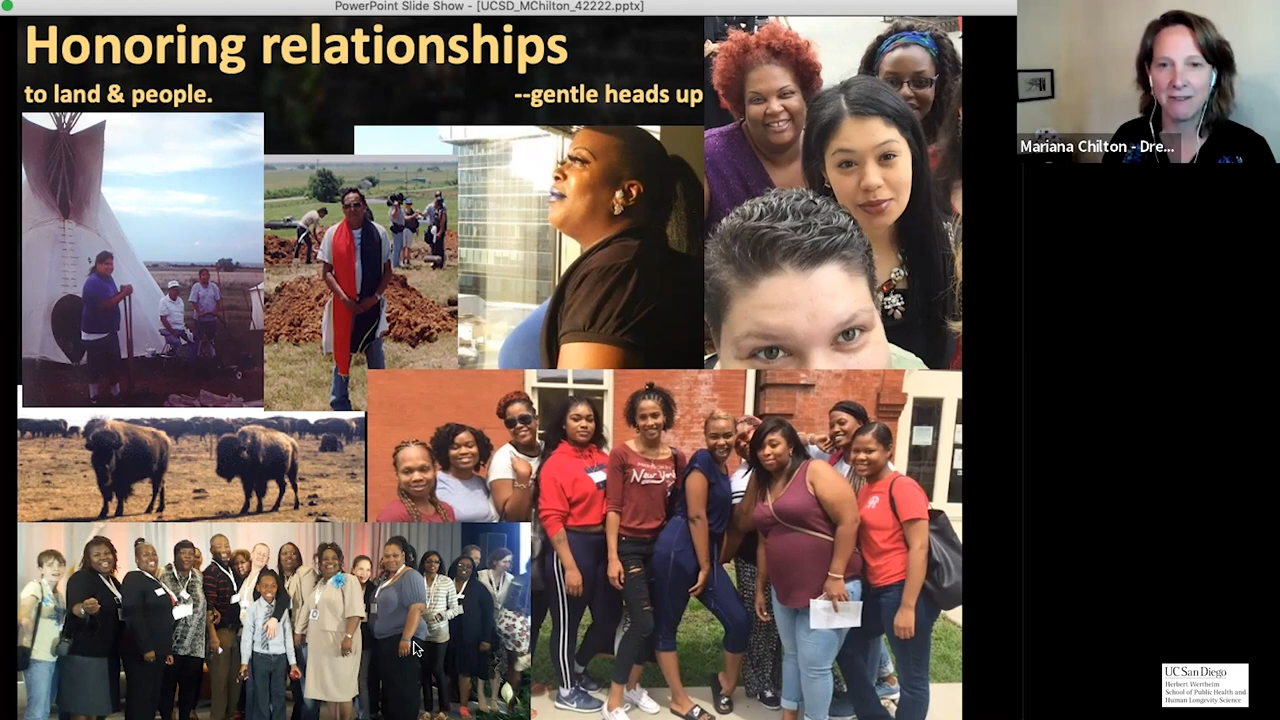 PowerPoint Slide Show - [UCSD_MChilton_42222.pptx]
Honoring relationships
to land & people.
--gentle heads up
Mariana Chilton - Dre...
New York
UC San Diego
Herbert Wertheim
School of Public Health and
Human Longevity Science